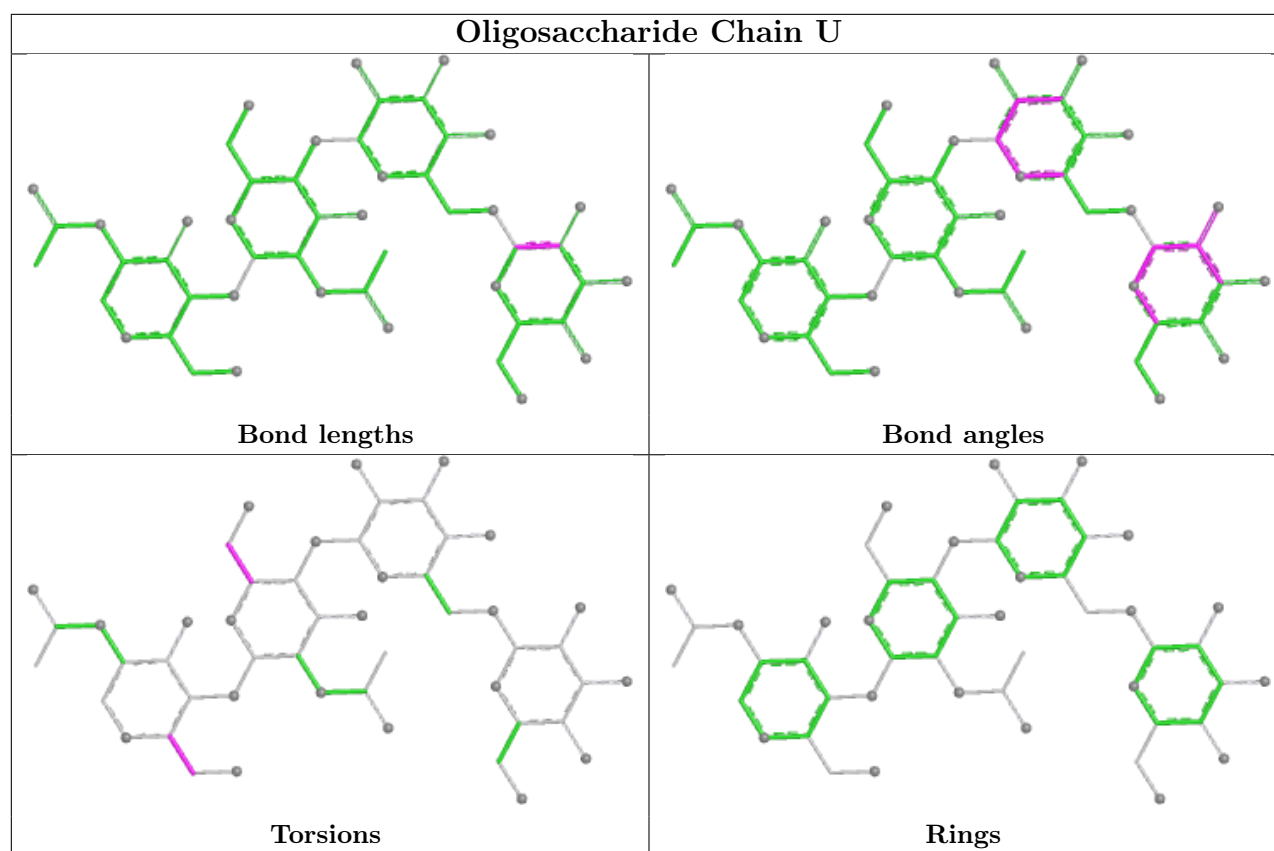 Oligosaccharide Chain U
Bond lengths
Bond angles
Torsions
Rings